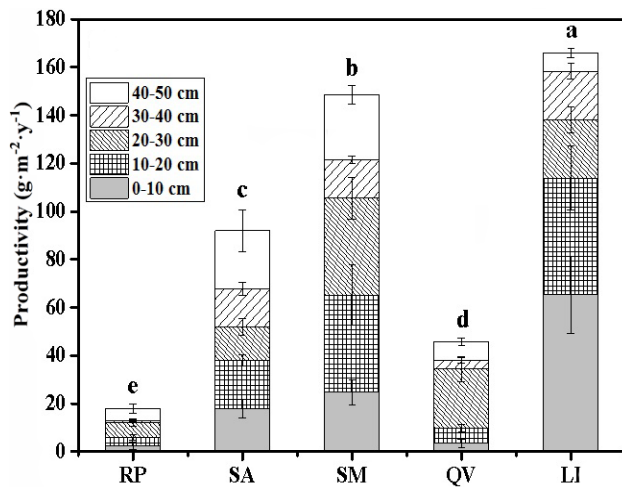 180
160
140
120
100
80
60
40
20
0
Productivity (g·m⁻²·y⁻¹)
40-50 cm
30-40 cm
20-30 cm
10-20 cm
0-10 cm
e
c
b
d
a
RP SA SM QV LI